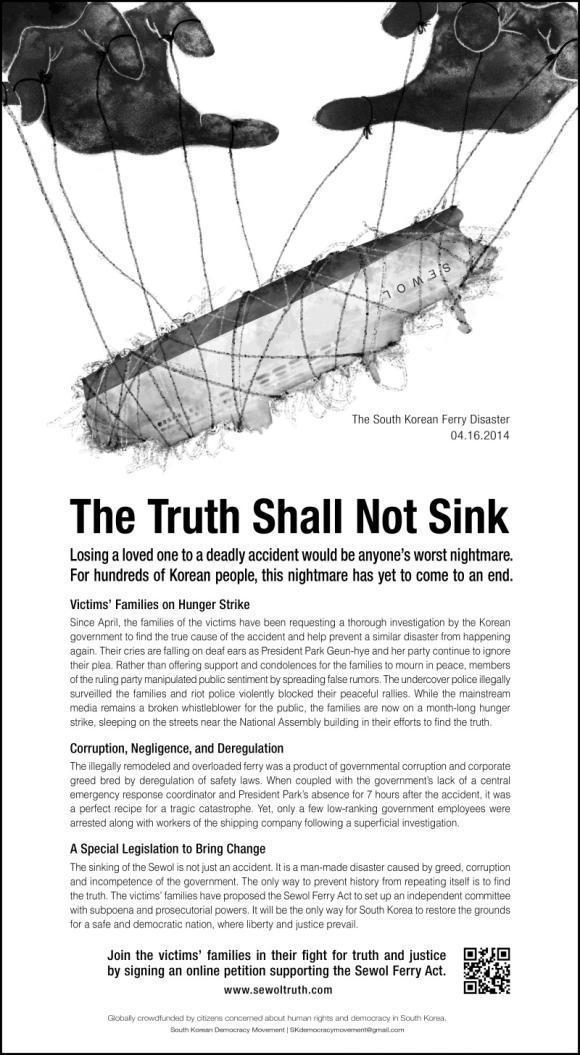 SEWOL
The South Korean Ferry Disaster
04.16.2014
The Truth Shall Not Sink
Losing a loved one to a deadly accident would be anyone's worst nightmare.
For hundreds of Korean people, this nightmare has yet to come to an end.
Victims' Families on Hunger Strike
Since April, the families of the victims have been requesting a thorough investigation by the Korean
government to find the true cause of the accident and help prevent a similar disaster from happening
again. Their cries are falling on deaf ears as President Park Geun-hye and her party continue to ignore
their plea. Rather than offering support and condolences for the families to mourn in peace, members
of the ruling party manipulated public sentiment by spreading false rumors. The undercover police illegally
surveilled the families and riot police violently blocked their peaceful rallies. While the mainstream
media remains a broken whistleblower for the public, the families are now on a month-long hunger
strike, sleeping on the streets near the National Assembly building in their efforts to find the truth.
Corruption, Negligence, and Deregulation
The illegally remodeled and overloaded ferry was a product of governmental corruption and corporate
greed bred by deregulation of safety laws. When coupled with the government's lack of a central
emergency response coordinator and President Park's absence for 7 hours after the accident, it was
a perfect recipe for a tragic catastrophe. Yet, only a few low-ranking government employees were
arrested along with workers of the shipping company following a superficial investigation.
A Special Legislation to Bring Change
The sinking of the Sewol is not just an accident. It is a man-made disaster caused by greed, corruption
and incompetence of the government. The only way to prevent history from repeating itself is to find
the truth. The victims' families have proposed the Sewol Ferry Act to set up an independent committee
with subpoena and prosecutorial powers. It will be the only way for South Korea to restore the grounds
for a safe and democratic nation, where liberty and justice prevail.
Join the victims' families in their fight for truth and justice
by signing an online petition supporting the Sewol Ferry Act.
www.sewoltruth.com
Globally crowdfunded by citizens concerned about human rights and democracy in South Korea.
South Korean Democracy Movement | SKdemocracymovement@gmail.com